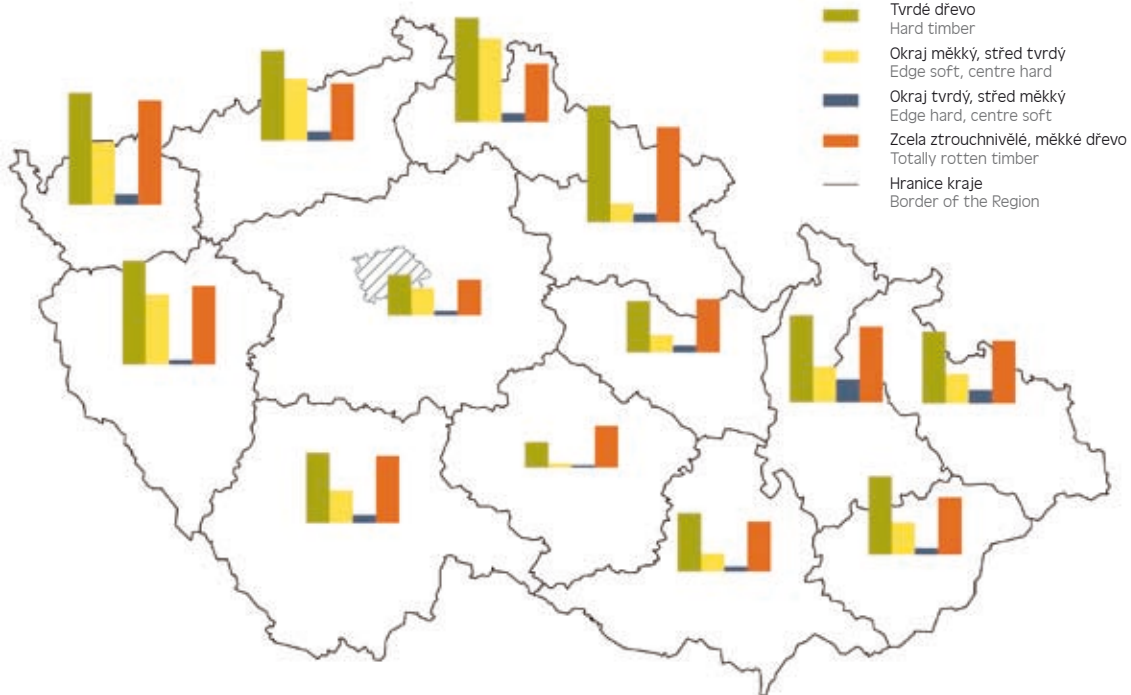 Tvrdé dřevo
Hard timber
Okraj měkký, střed tvrdý
Edge soft, centre hard
Okraj tvrdý, střed měkký
Edge hard, centre soft
Zcela ztrouchnivělé, měkké dřevo
Totally rotten timber
Hranice kraje
Border of the Region